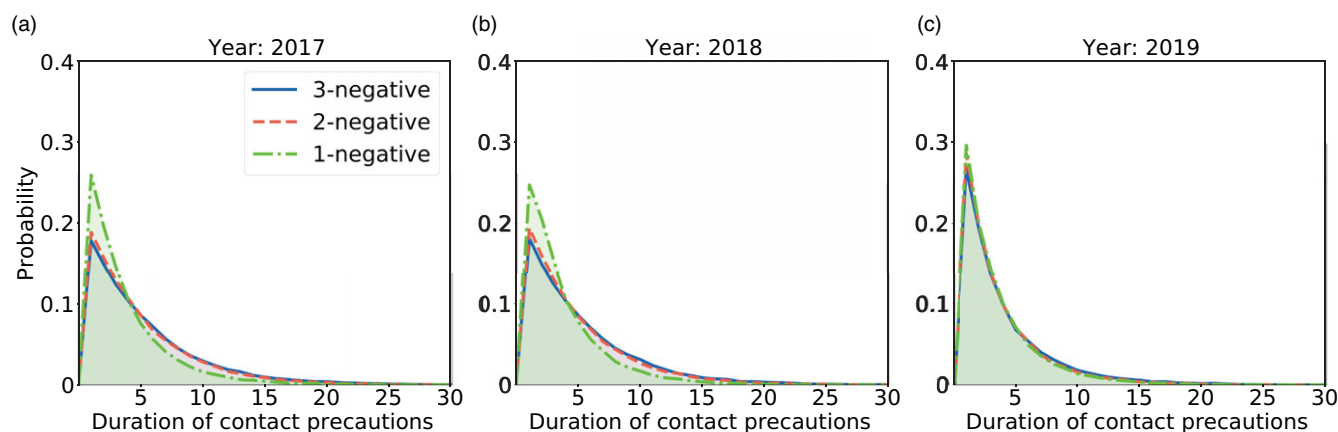 (a)
Year: 2017
0.4
0.3
0.2
0.1
0
Probability
3-negative
2-negative
1-negative
5 10 15 20 25 30
Duration of contact precautions
(b)
Year: 2018
0.4
0.3
0.2
0.1
0
5 10 15 20 25 30
Duration of contact precautions
(c)
Year: 2019
0.4
0.3
0.2
0.1
0
5 10 15 20 25 30
Duration of contact precautions